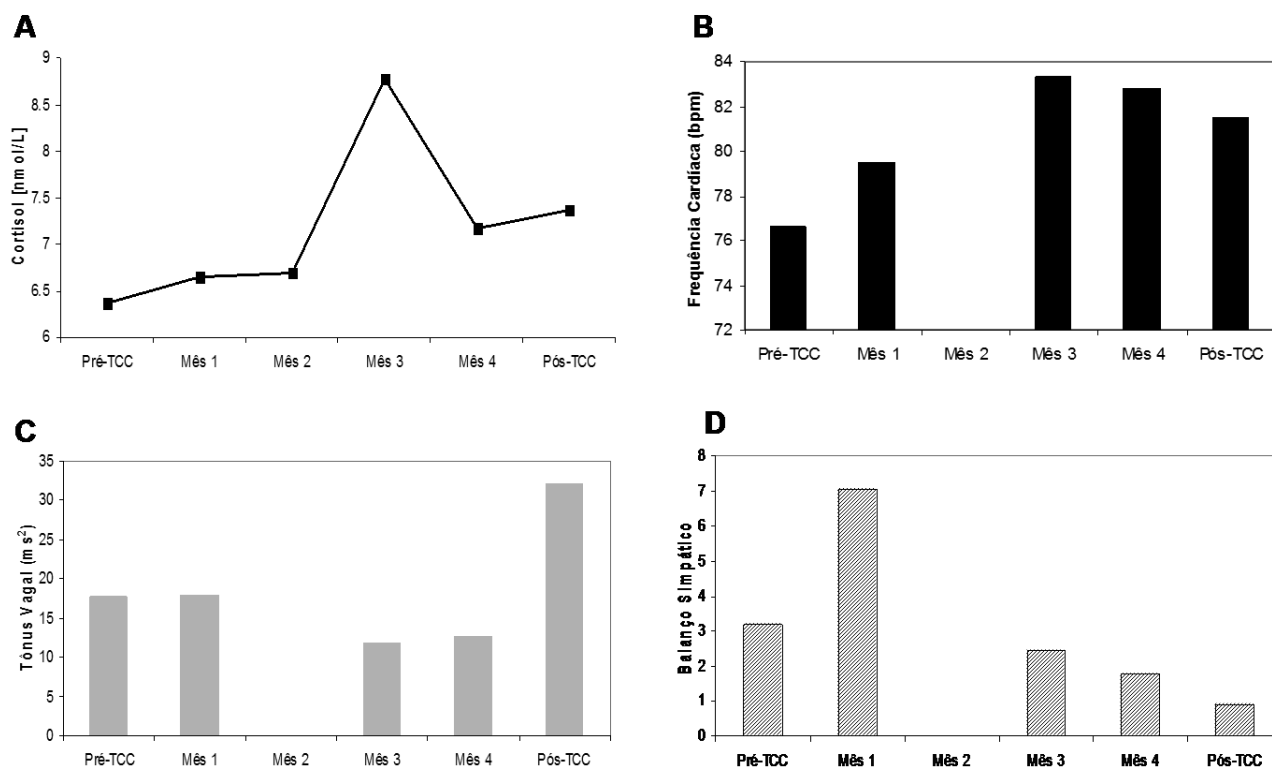 A
Cortisol [nmol/L]
9
8.5
8
7.5
7
6.5
6
Pré-TCC Mês 1 Mês 2 Mês 3 Mês 4 Pós-TCC
B
Frequência Cardíaca (bpm)
84
82
80
78
76
74
72
Pré-TCC Mês 1 Mês 2 Mês 3 Mês 4 Pós-TCC
C
Tônus Vagal (ms²)
35
30
25
20
15
10
5
0
Pré-TCC Mês 1 Mês 2 Mês 3 Mês 4 Pós-TCC
D
Balanço Simpático
8
7
6
5
4
3
2
1
0
Pré-TCC Mês 1 Mês 2 Mês 3 Mês 4 Pós-TCC